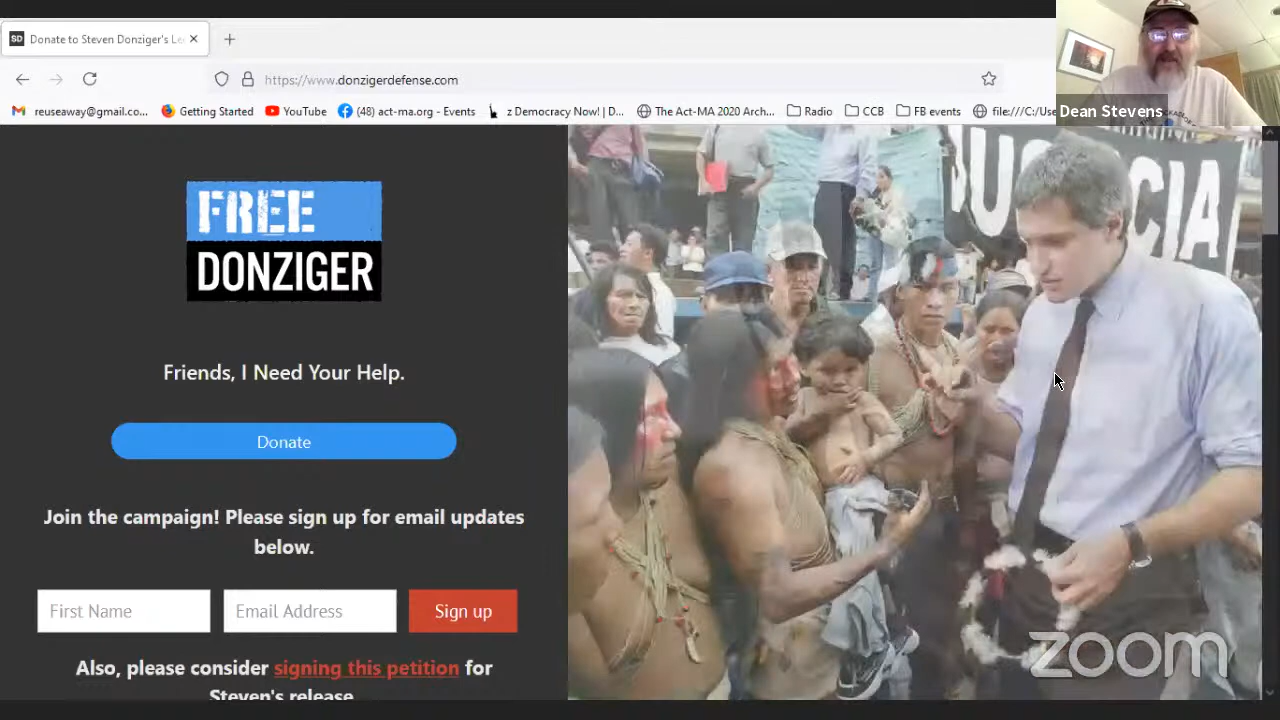 SD Donate to Steven Donziger's Le
https://www.donzigerdefense.com
reuseaway@gmail.co... Getting Started YouTube (48) act-ma.org - Events z Democracy Now! | D... The Act-MA 2020 Arch... Radio CCB FB events file:///C:/Use
Dean Stevens
FREE
DONZIGER
Friends, I Need Your Help.
Donate
Join the campaign! Please sign up for email updates
below.
First Name Email Address Sign up
Also, please consider signing this petition for
Steven's release.
zoom